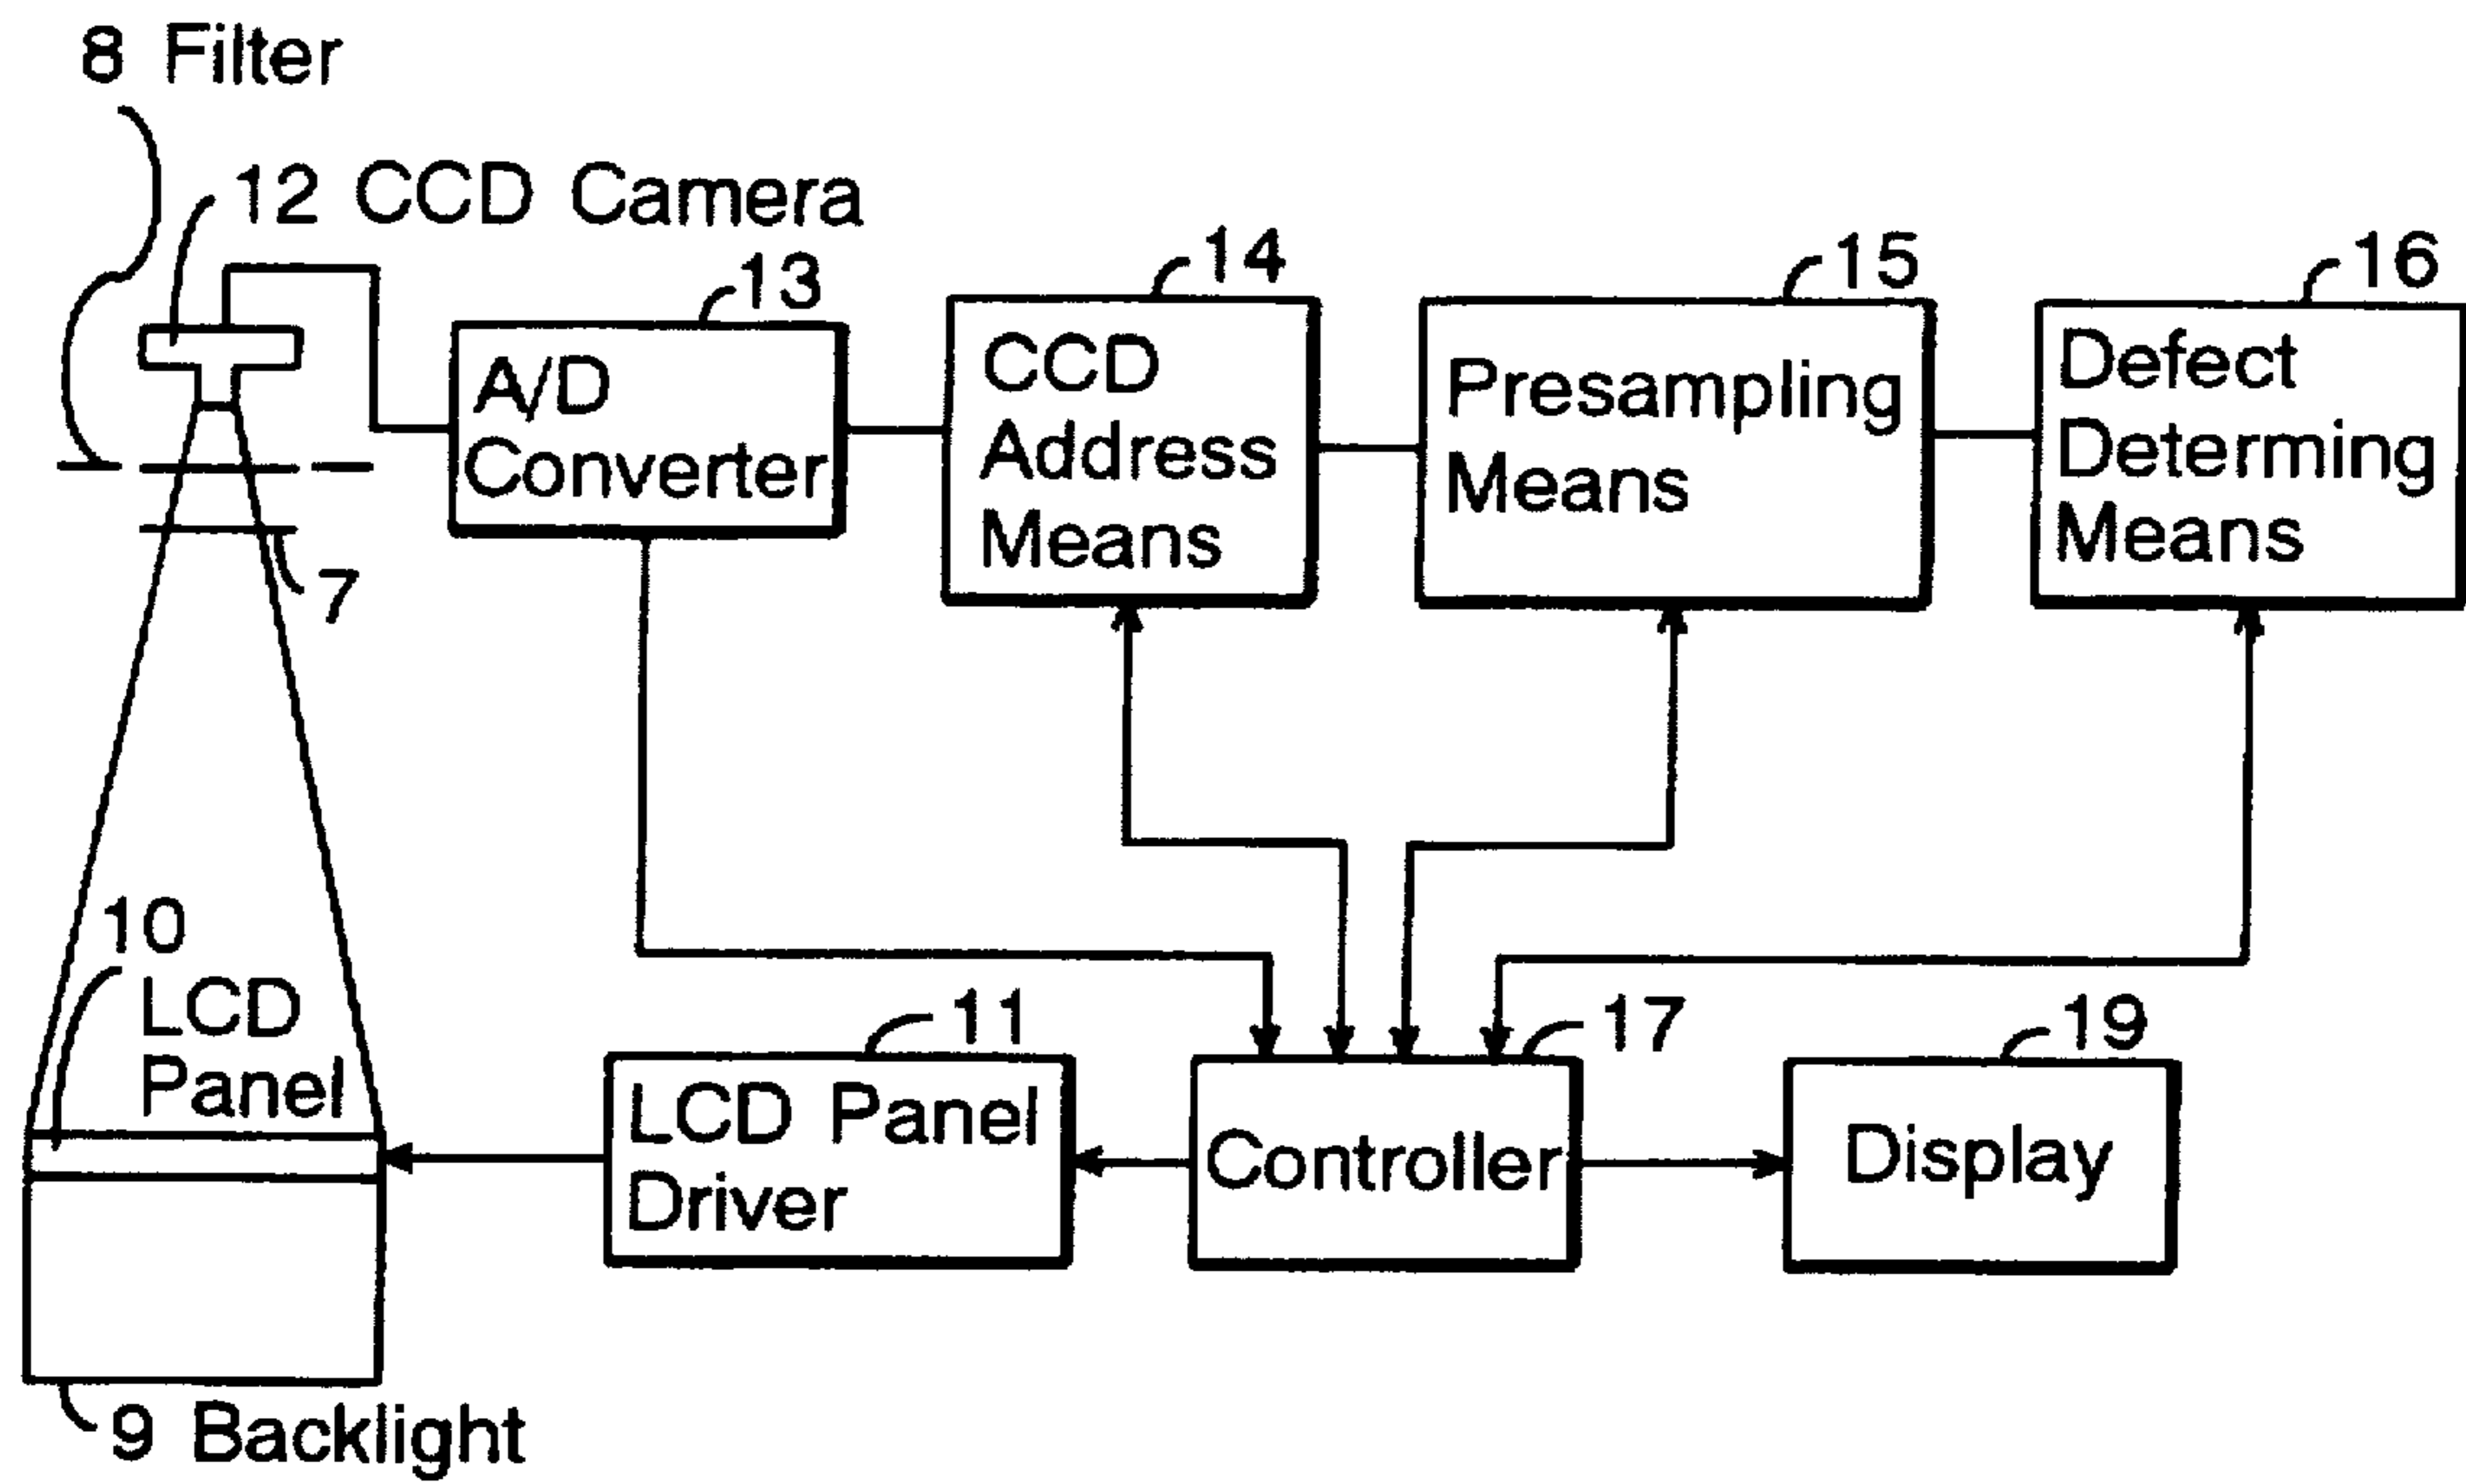 8 Filter
12 CCD Camera
13
14
15
16
A/D
Converter
CCD
Address
Means
Presampling
Means
Defect
Determing
Means
7
10
LCD
Panel
11
LCD Panel
Driver
17
Controller
19
Display
9 Backlight